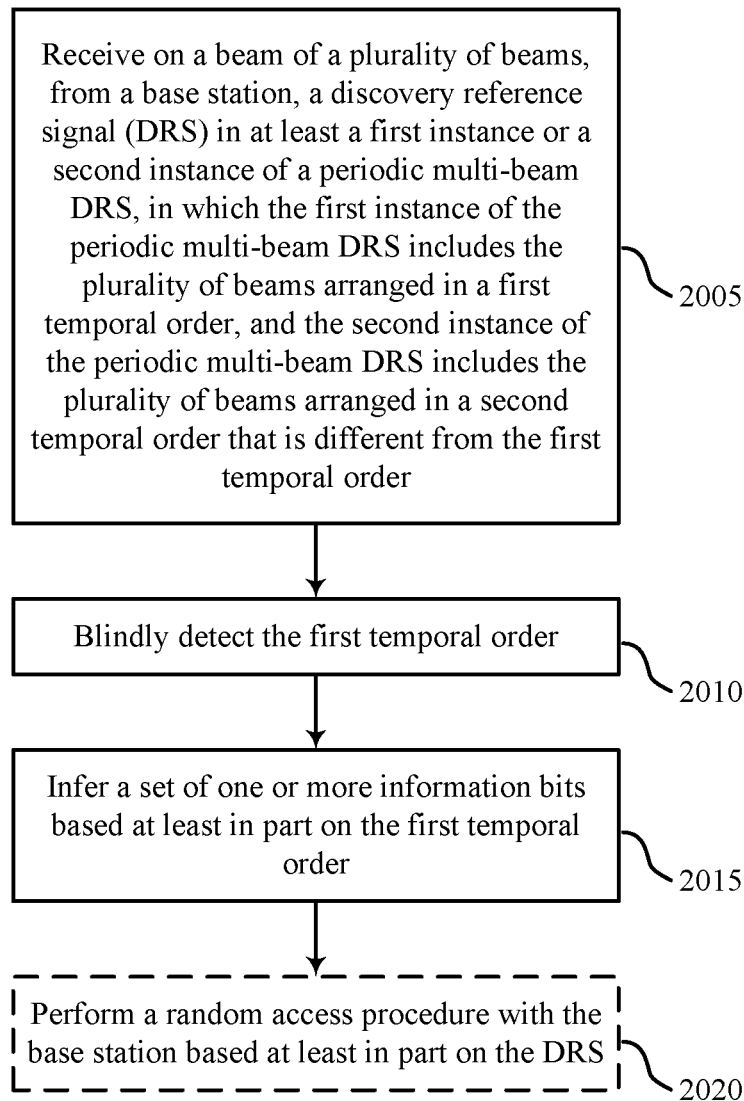 Receive on a beam of a plurality of beams,
from a base station, a discovery reference
signal (DRS) in at least a first instance or a
second instance of a periodic multi-beam
DRS, in which the first instance of the
periodic multi-beam DRS includes the
plurality of beams arranged in a first
temporal order, and the second instance of
the periodic multi-beam DRS includes the
plurality of beams arranged in a second
temporal order that is different from the first
temporal order
2005
Blindly detect the first temporal order
2010
Infer a set of one or more information bits
based at least in part on the first temporal
order
2015
Perform a random access procedure with the
base station based at least in part on the DRS
2020